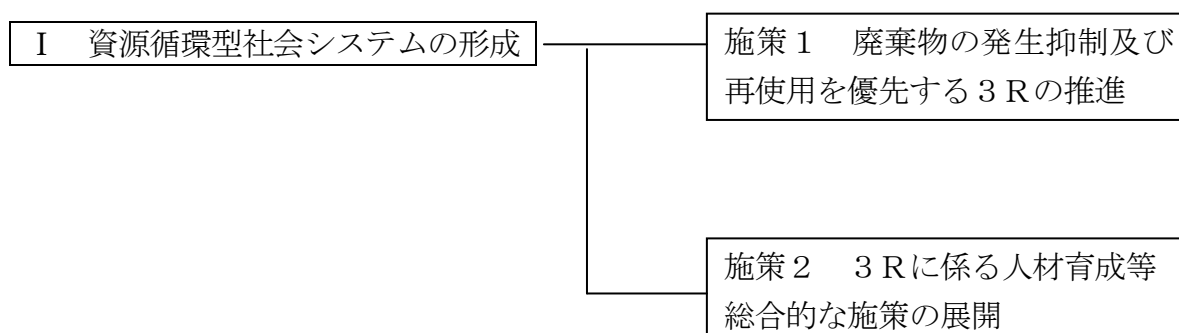 Ⅰ　資源循環型社会システムの形成
施策１　廃棄物の発生抑制及び
再使用を優先する３Ｒの推進
施策２　３Ｒに係る人材育成等
総合的な施策の展開